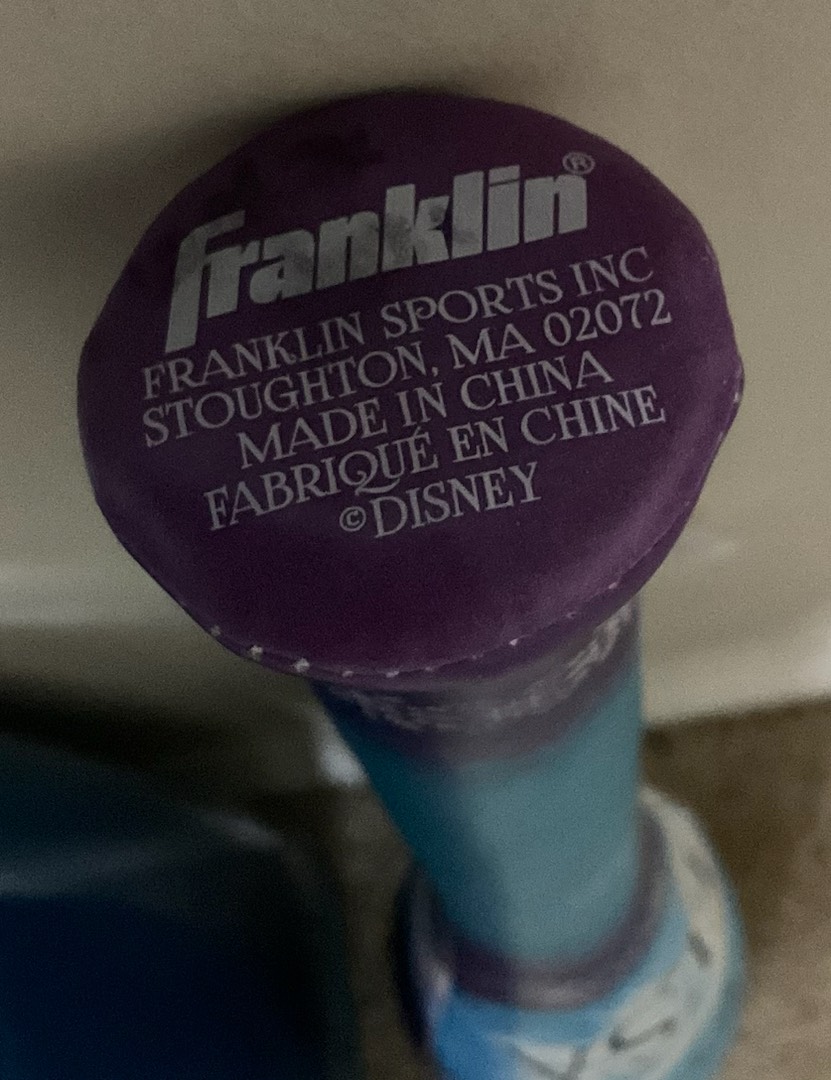 Franklin®
FRANKLIN SPORTS INC
STOUGHTON, MA 02072
MADE IN CHINA
FABRIQUÉ EN CHINE
©DISNEY